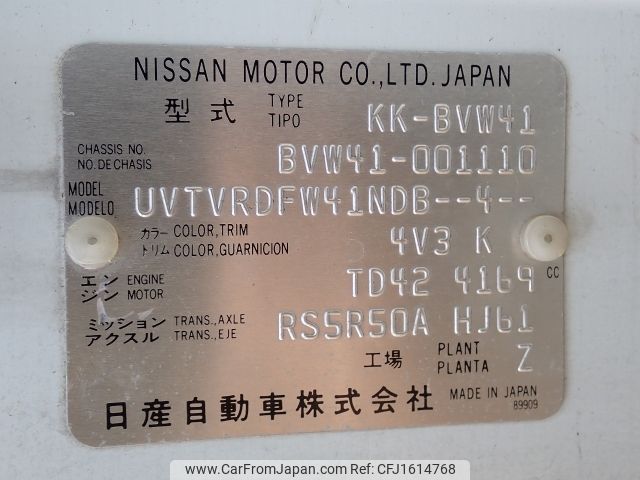 NISSAN MOTOR CO.,LTD. JAPAN
型式 TYPE TIPO KK-BVW41
CHASSIS NO. NO. DE CHASIS BVW41-001110
MODEL MODELO UVTVRDFW41NDB--4--
カラー COLOR, TRIM トリム COLOR, GUARNICION 4V3 K
エンジン ENGINE MOTOR TD42 4169 CC
ミッション TRANS., AXLE アクスル TRANS., EJE RS5R50A HJ61
工場 PLANT PLANTA Z
日産自動車株式会社 MADE IN JAPAN
89909
www.CarFromJapan.com - CFJ1614768